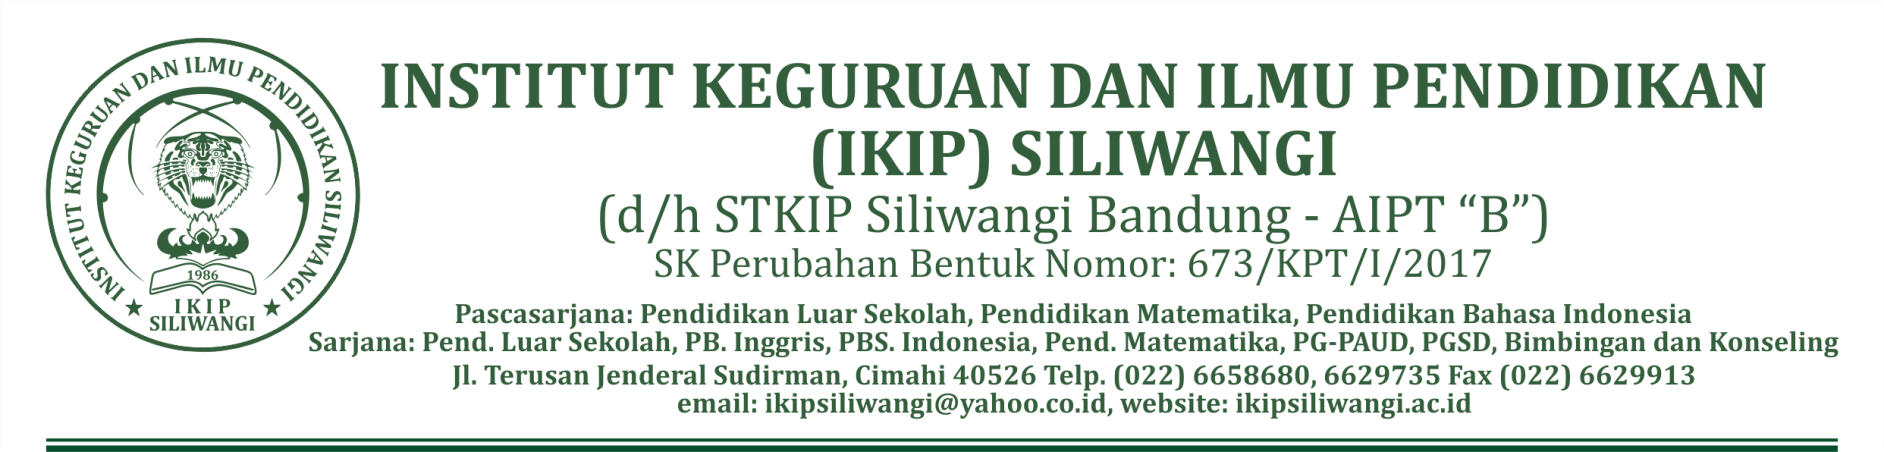 INSTITUT KEGURUAN DAN ILMU PENDIDIKAN SILIWANGI
1986
IKIP
SILIWANGI
INSTITUT KEGURUAN DAN ILMU PENDIDIKAN
(IKIP) SILIWANGI
(d/h STKIP Siliwangi Bandung - AIPT “B”)
SK Perubahan Bentuk Nomor: 673/KPT/I/2017
Pascasarjana: Pendidikan Luar Sekolah, Pendidikan Matematika, Pendidikan Bahasa Indonesia
Sarjana: Pend. Luar Sekolah, PB. Inggris, PBS. Indonesia, Pend. Matematika, PG-PAUD, PGSD, Bimbingan dan Konseling
Jl. Terusan Jenderal Sudirman, Cimahi 40526 Telp. (022) 6658680, 6629735 Fax (022) 6629913
email: ikipsiliwangi@yahoo.co.id, website: ikipsiliwangi.ac.id